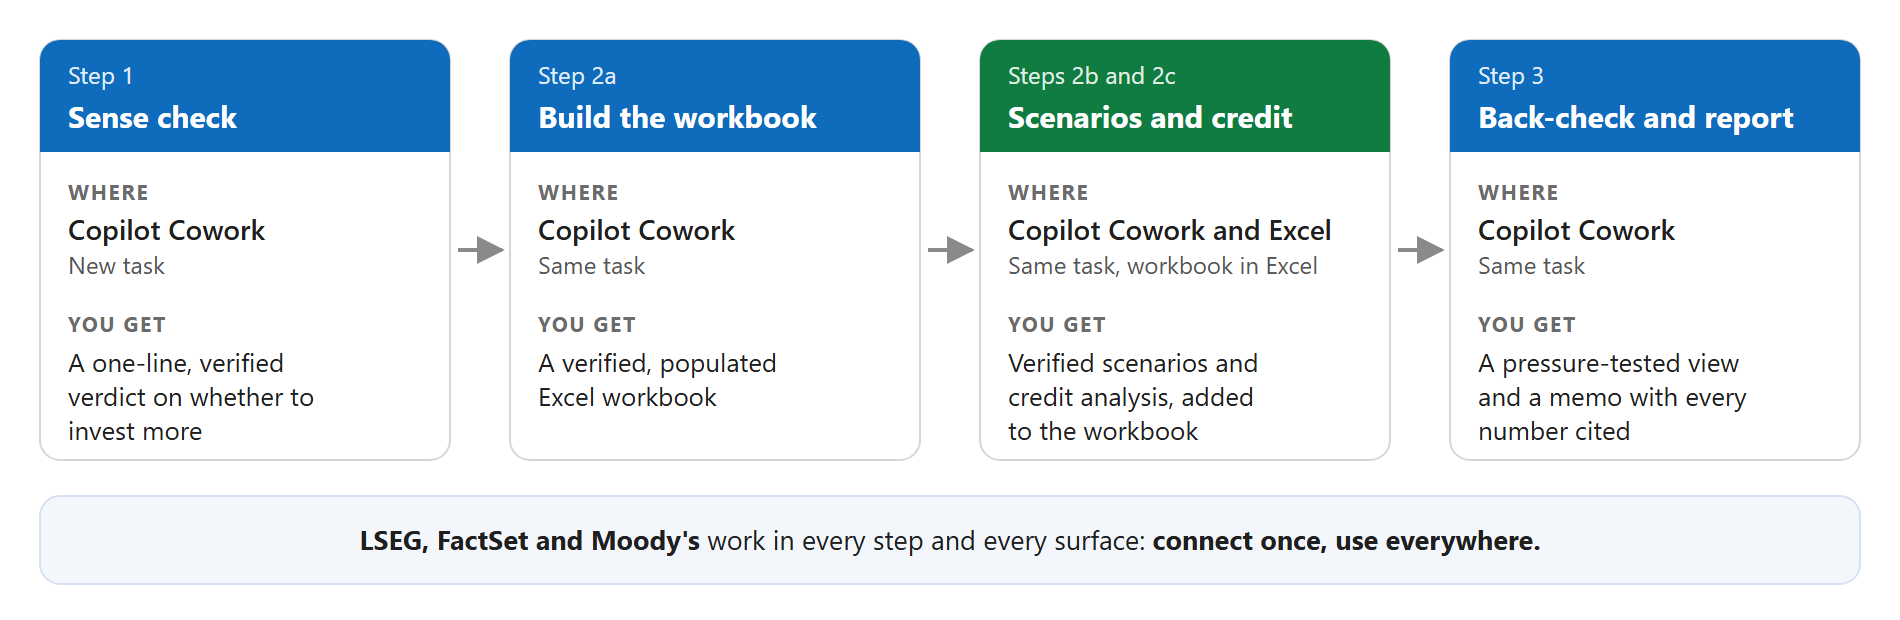 Step 1
Sense check
WHERE
Copilot Cowork
New task
YOU GET
A one-line, verified
verdict on whether to
invest more
Step 2a
Build the workbook
WHERE
Copilot Cowork
Same task
YOU GET
A verified, populated
Excel workbook
Steps 2b and 2c
Scenarios and credit
WHERE
Copilot Cowork and Excel
Same task, workbook in Excel
YOU GET
Verified scenarios and
credit analysis, added
to the workbook
Step 3
Back-check and report
WHERE
Copilot Cowork
Same task
YOU GET
A pressure-tested view
and a memo with every
number cited
LSEG, FactSet and Moody's work in every step and every surface: connect once, use everywhere.